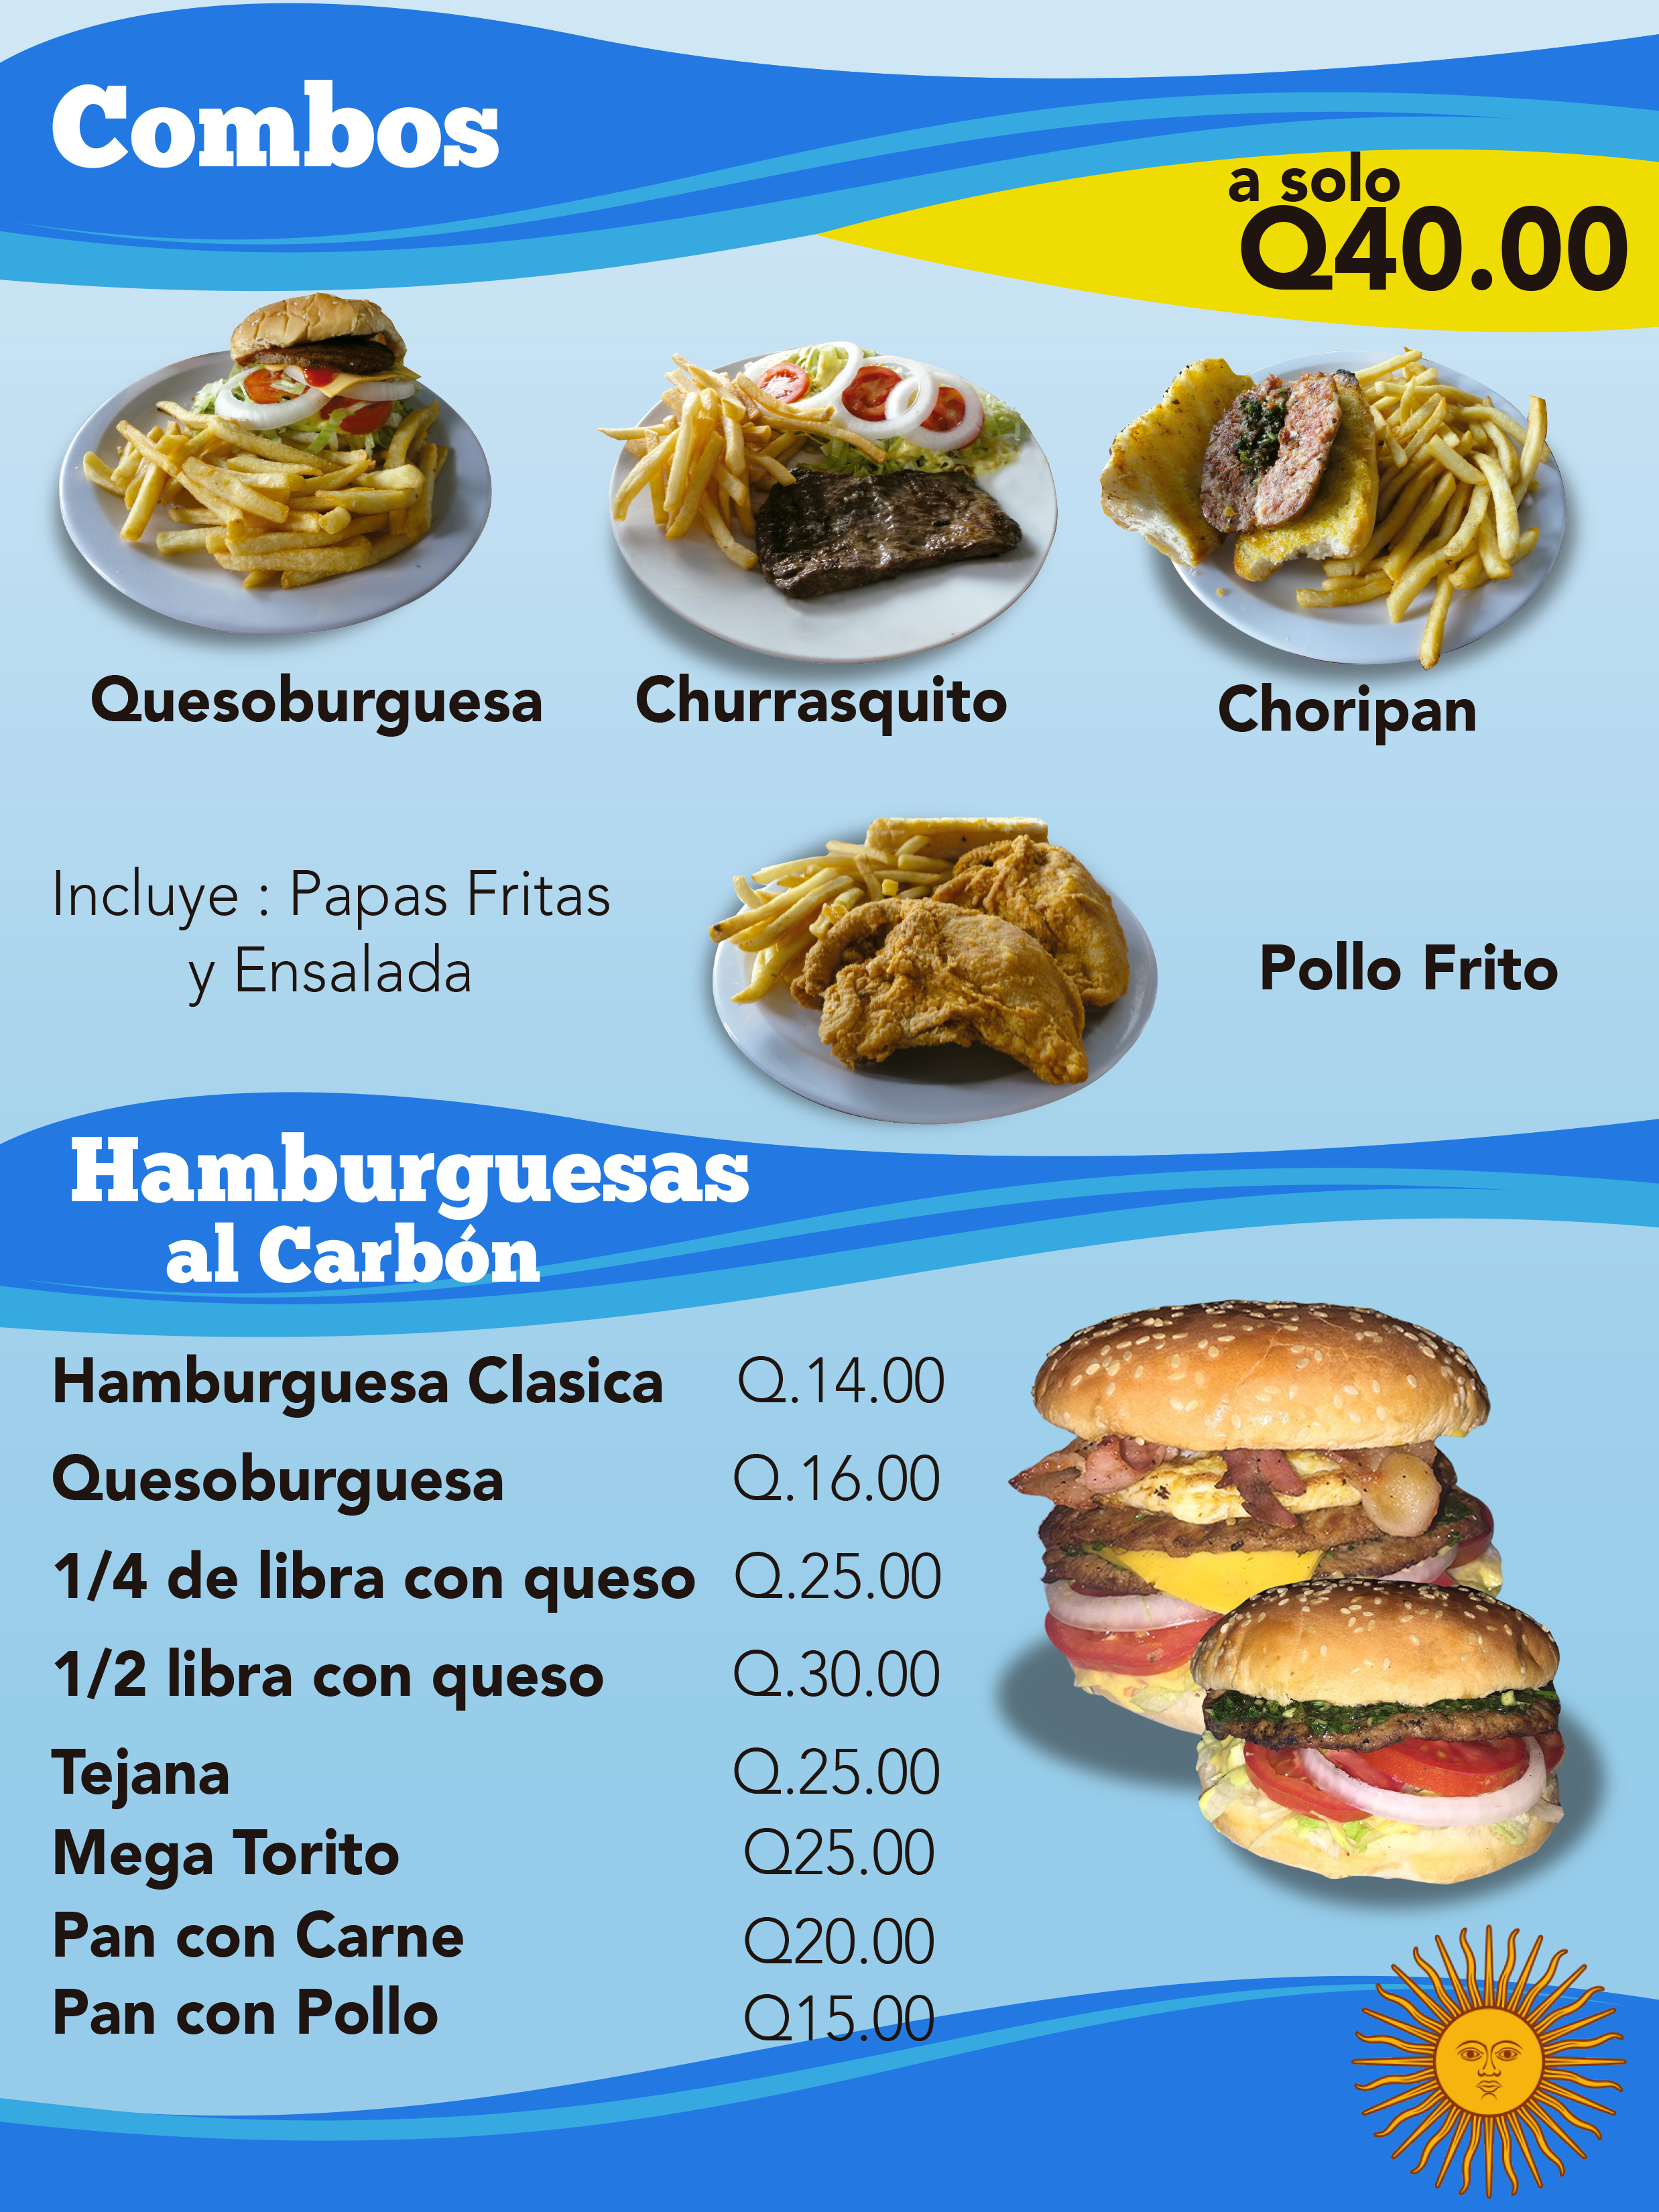 Combos
a solo
Q40.00
Quesoburguesa
Churrasquito
Choripan
Incluye : Papas Fritas
y Ensalada
Pollo Frito
Hamburguesas
al Carbón
Hamburguesa Clasica Q.14.00
Quesoburguesa Q.16.00
1/4 de libra con queso Q.25.00
1/2 libra con queso Q.30.00
Tejana Q.25.00
Mega Torito Q25.00
Pan con Carne Q20.00
Pan con Pollo Q15.00